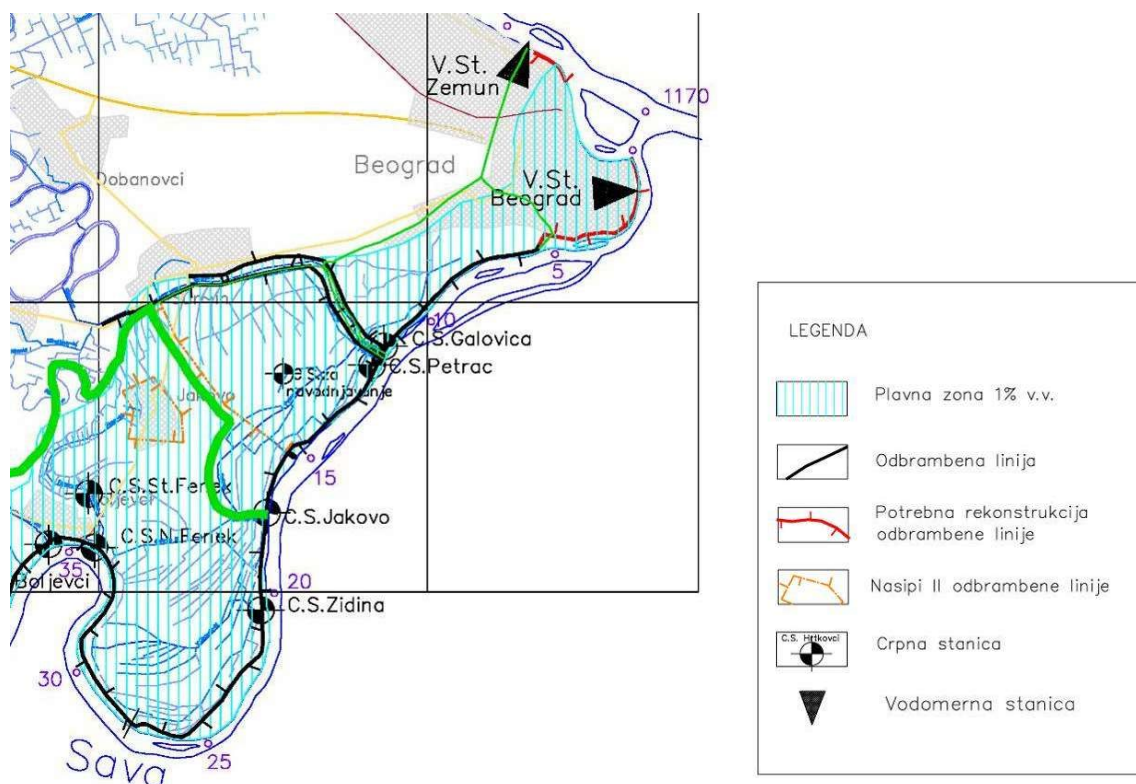 V.St.
Zemun
1170
Beograd
Dobanovci
V.St.
Beograd
5
10
C.S.Galovica
C.S.Petrac
navodnjavanje
Jakovo
15
C.S.St.Fenek
C.S.Jakovo
C.S.N.Fenek
35
Boljevci
20
C.S.Zidina
30
25
Sava
LEGENDA
Plavna zona 1% v.v.
Odbrambena linija
Potrebna rekonstrukcija
odbrambene linije
Nasipi II odbrambene linije
C.S. Hrtkovci
Crpna stanica
Vodomerna stanica